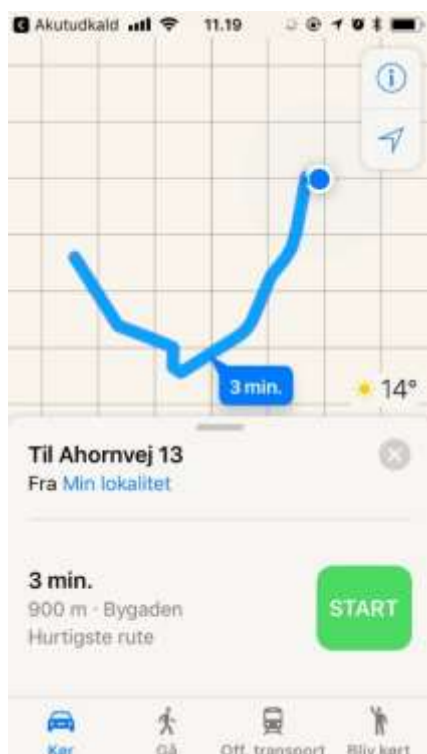 Akutudkald 11.19
3 min.
14°
Til Ahornvej 13
Fra Min lokalitet
3 min.
900 m · Bygaden
Hurtigste rute
START
Kør Gå Off. transport Bliv kørt